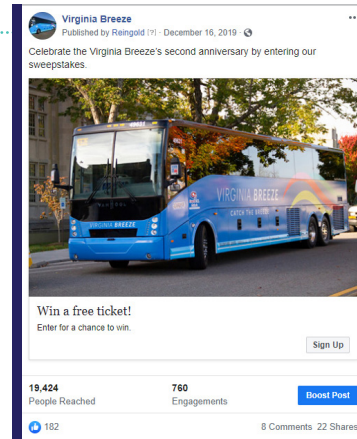 Virginia Breeze
Published by Reingold [?] · December 16, 2019 ·
Celebrate the Virginia Breeze's second anniversary by entering our
sweepstakes.
VIRGINIA BREEZE
CATCH THE BREEZE
VIRGINIA BREEZE
Win a free ticket!
Enter for a chance to win.
Sign Up
19,424
People Reached
760
Engagements
Boost Post
182
8 Comments 22 Shares